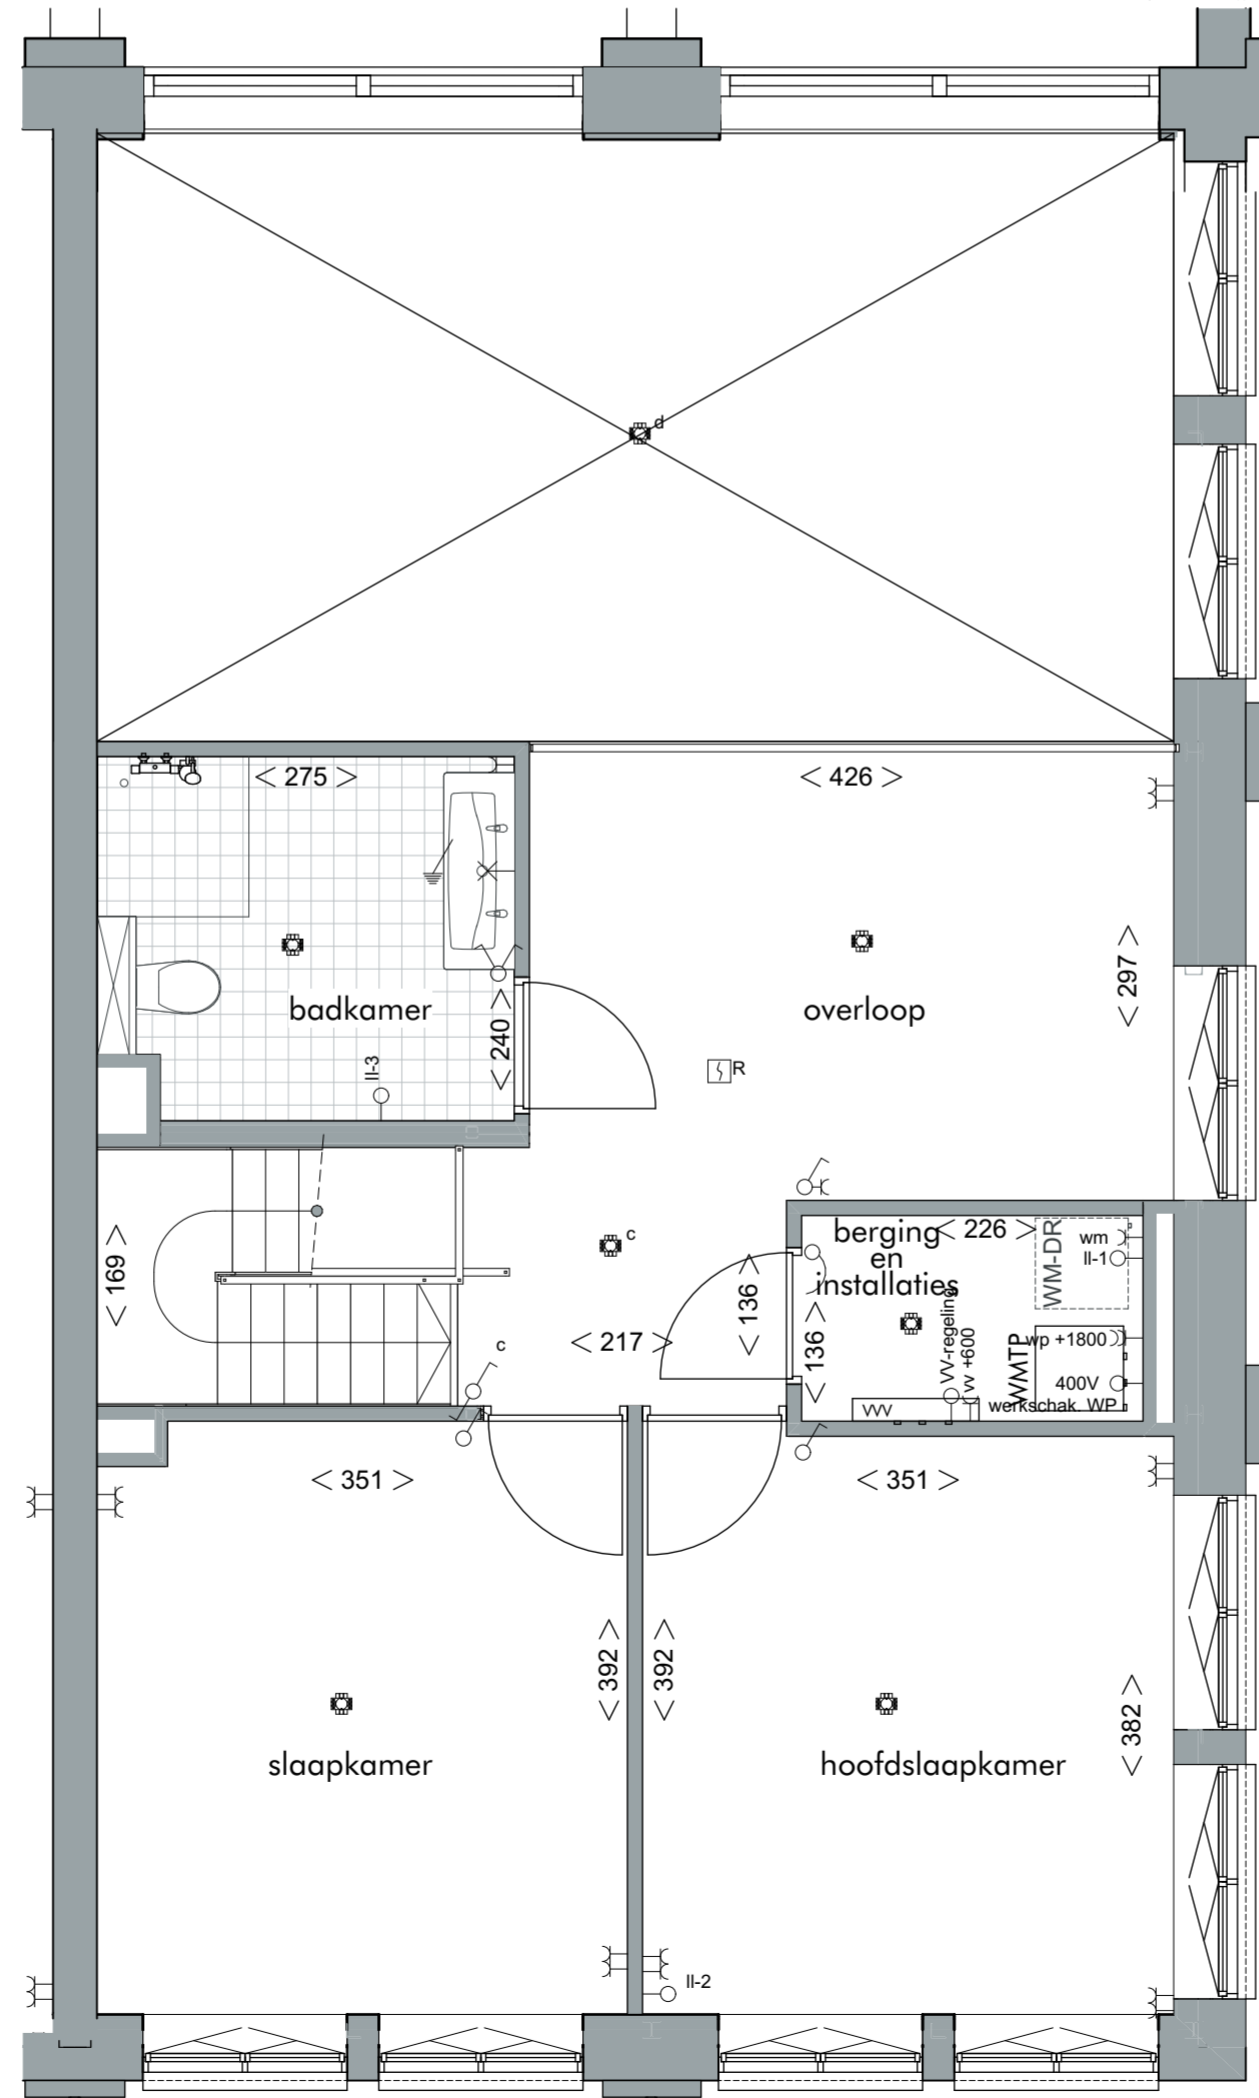 d
< 275 >
< 426 >
< 297 >
badkamer
overloop
< 240 >
II-3
R
c
berging
en
installaties
< 226 >
WM-DR
wm
II-1
< 169 >
< 136 >
< 136 >
< 217 >
VV-regeling
vv +600
WMTP
wp +1800
400V
werkschak. WP
VVV
c
< 351 >
< 351 >
< 392 >
< 392 >
< 382 >
slaapkamer
hoofdslaapkamer
II-2